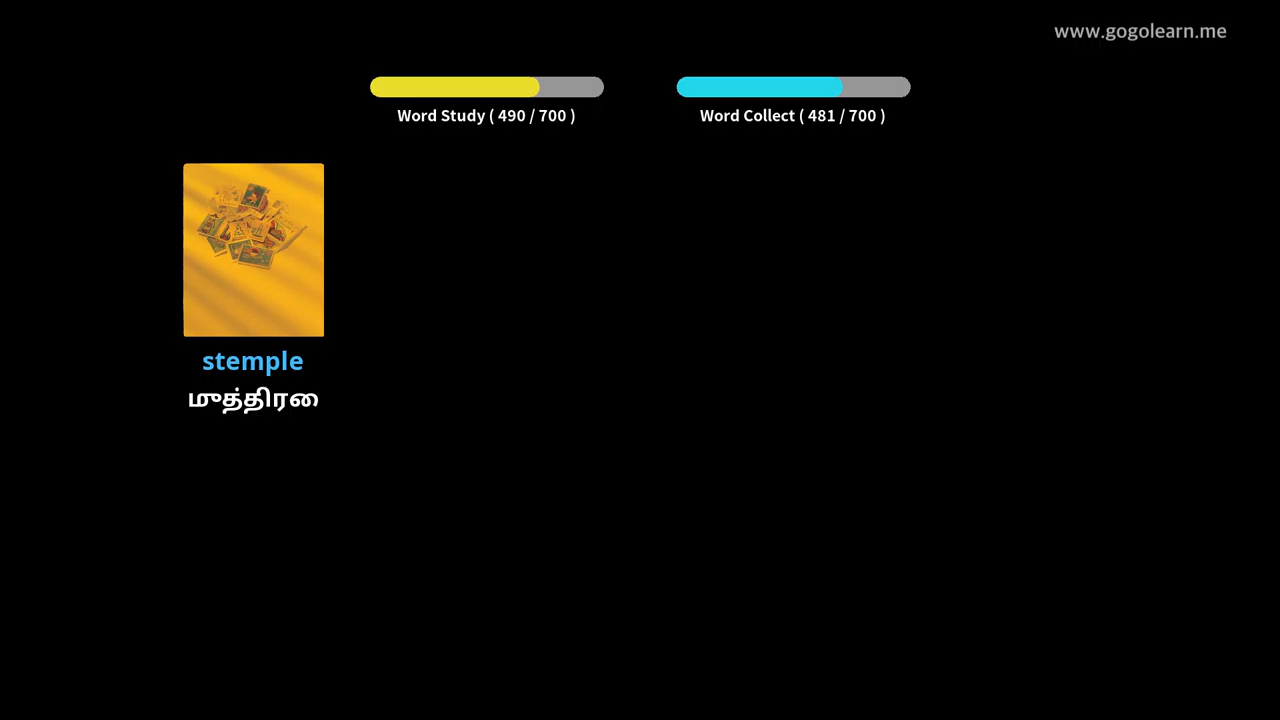 www.gogolearn.me
Word Study ( 490 / 700 )
Word Collect ( 481 / 700 )
stemple
முத்திரை